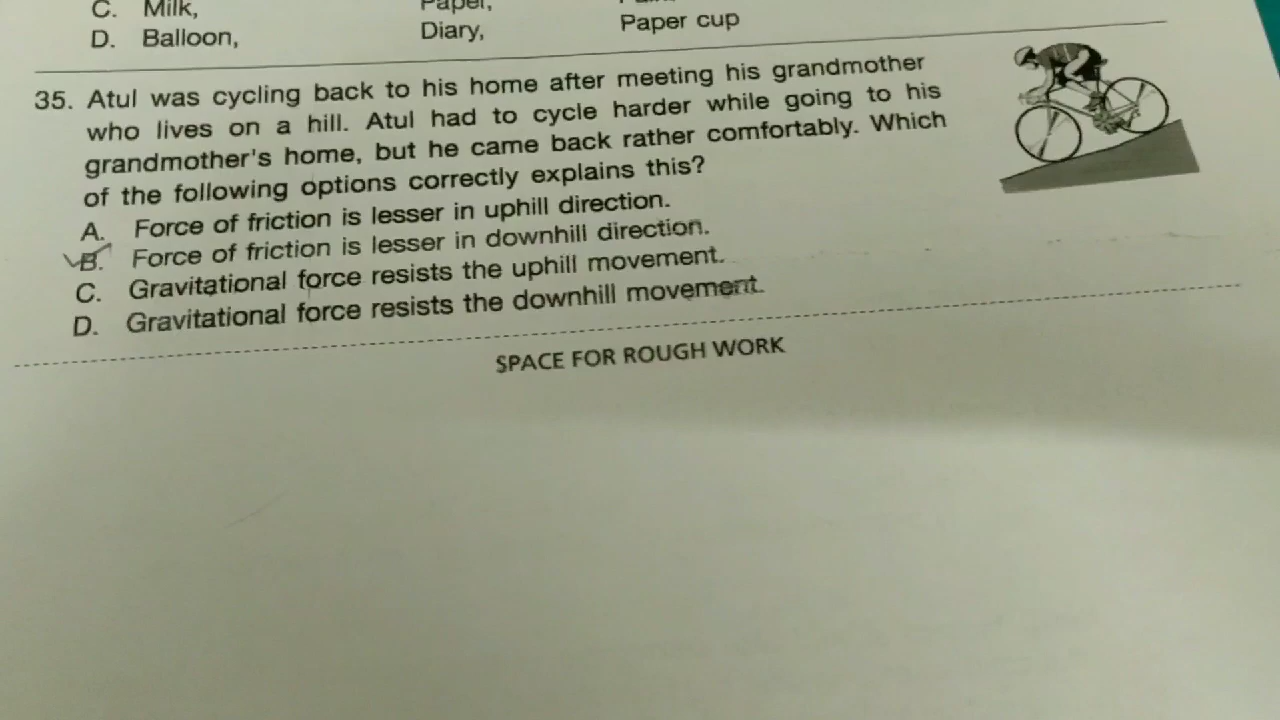 C. Milk, Paper,
D. Balloon, Diary, Paper cup
35. Atul was cycling back to his home after meeting his grandmother
who lives on a hill. Atul had to cycle harder while going to his
grandmother's home, but he came back rather comfortably. Which
of the following options correctly explains this?
A. Force of friction is lesser in uphill direction.
B. Force of friction is lesser in downhill direction.
C. Gravitational force resists the uphill movement.
D. Gravitational force resists the downhill movement.
SPACE FOR ROUGH WORK